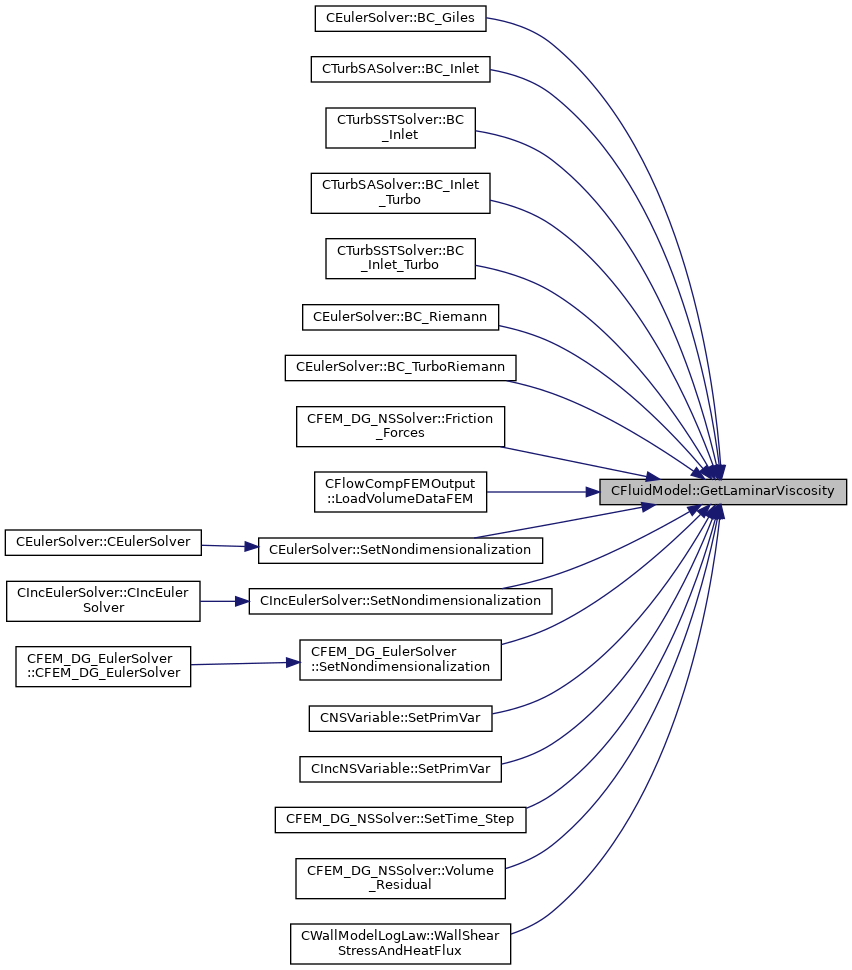 CEulerSolver::BC_Giles
CTurbSASolver::BC_Inlet
CTurbSSTSolver::BC
_Inlet
CTurbSASolver::BC_Inlet
_Turbo
CTurbSSTSolver::BC
_Inlet_Turbo
CEulerSolver::BC_Riemann
CEulerSolver::BC_TurboRiemann
CFEM_DG_NSSolver::Friction
_Forces
CFlowCompFEMOutput
::LoadVolumeDataFEM
CFluidModel::GetLaminarViscosity
CEulerSolver::CEulerSolver
CEulerSolver::SetNondimensionalization
CIncEulerSolver::CIncEuler
Solver
CIncEulerSolver::SetNondimensionalization
CFEM_DG_EulerSolver
::CFEM_DG_EulerSolver
CFEM_DG_EulerSolver
::SetNondimensionalization
CNSVariable::SetPrimVar
CIncNSVariable::SetPrimVar
CFEM_DG_NSSolver::SetTime_Step
CFEM_DG_NSSolver::Volume
_Residual
CWallModelLogLaw::WallShear
StressAndHeatFlux